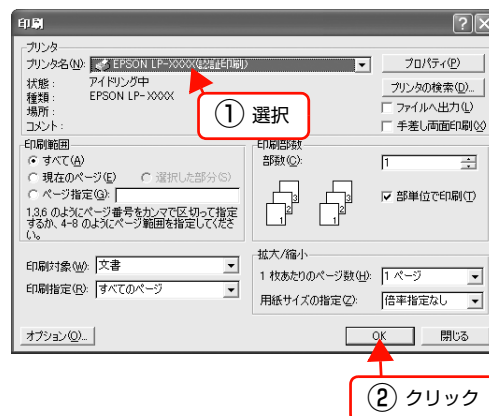 印刷
プリンタ
プリンタ名(N): EPSON LP-XXXX(認証印刷)
プロパティ(P)
状態: アイドリング中
プリンタの検索(D)...
種類: EPSON LP-XXXX
ファイルへ出力(L)
場所:
コメント:
手差し両面印刷(X)
① 選択
印刷範囲
すべて(A)
現在のページ(E) 選択した部分(S)
ページ指定(G):
1,3,6 のようにページ番号をカンマで区切って指定
するか、4-8 のようにページ範囲を指定してくださ
い。
印刷部数
部数(C): 1
部単位で印刷(T)
印刷対象(W): 文書
印刷指定(R): すべてのページ
拡大/縮小
1 枚あたりのページ数(H): 1 ページ
用紙サイズの指定(Z): 倍率指定なし
オプション(O)...
OK
閉じる
② クリック